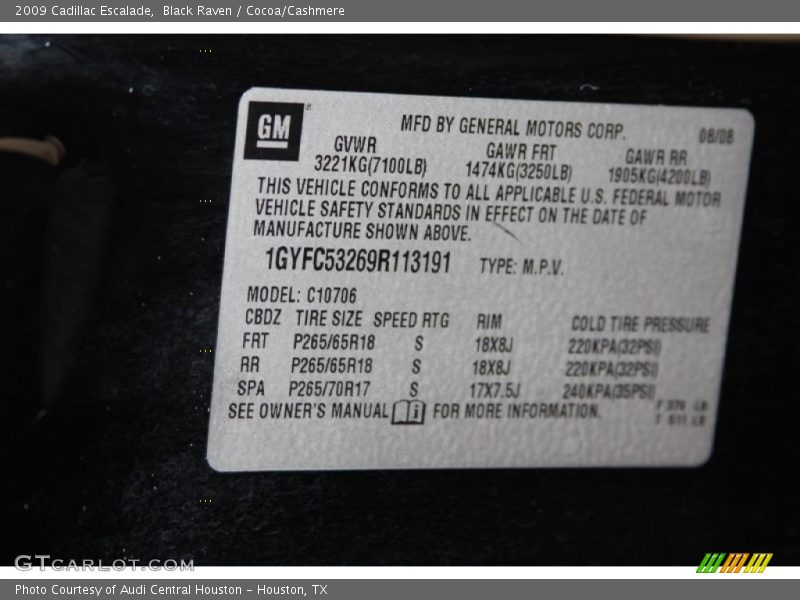 2009 Cadillac Escalade, Black Raven / Cocoa/Cashmere
GM
MFD BY GENERAL MOTORS CORP. 08/08
GVWR GAWR FRT GAWR RR
3221KG(7100LB) 1474KG(3250LB) 1905KG(4200LB)
THIS VEHICLE CONFORMS TO ALL APPLICABLE U.S. FEDERAL MOTOR
VEHICLE SAFETY STANDARDS IN EFFECT ON THE DATE OF
MANUFACTURE SHOWN ABOVE.
1GYFC53269R113191 TYPE: M.P.V.
MODEL: C10706
CBDZ TIRE SIZE SPEED RTG RIM COLD TIRE PRESSURE
FRT P265/65R18 S 18X8J 220KPA(32PSI)
RR P265/65R18 S 18X8J 220KPA(32PSI)
SPA P265/70R17 S 17X7.5J 240KPA(35PSI)
SEE OWNER'S MANUAL i FOR MORE INFORMATION.
F 376 LB
T 611 LB
GTCARLOT.COM
Photo Courtesy of Audi Central Houston - Houston, TX